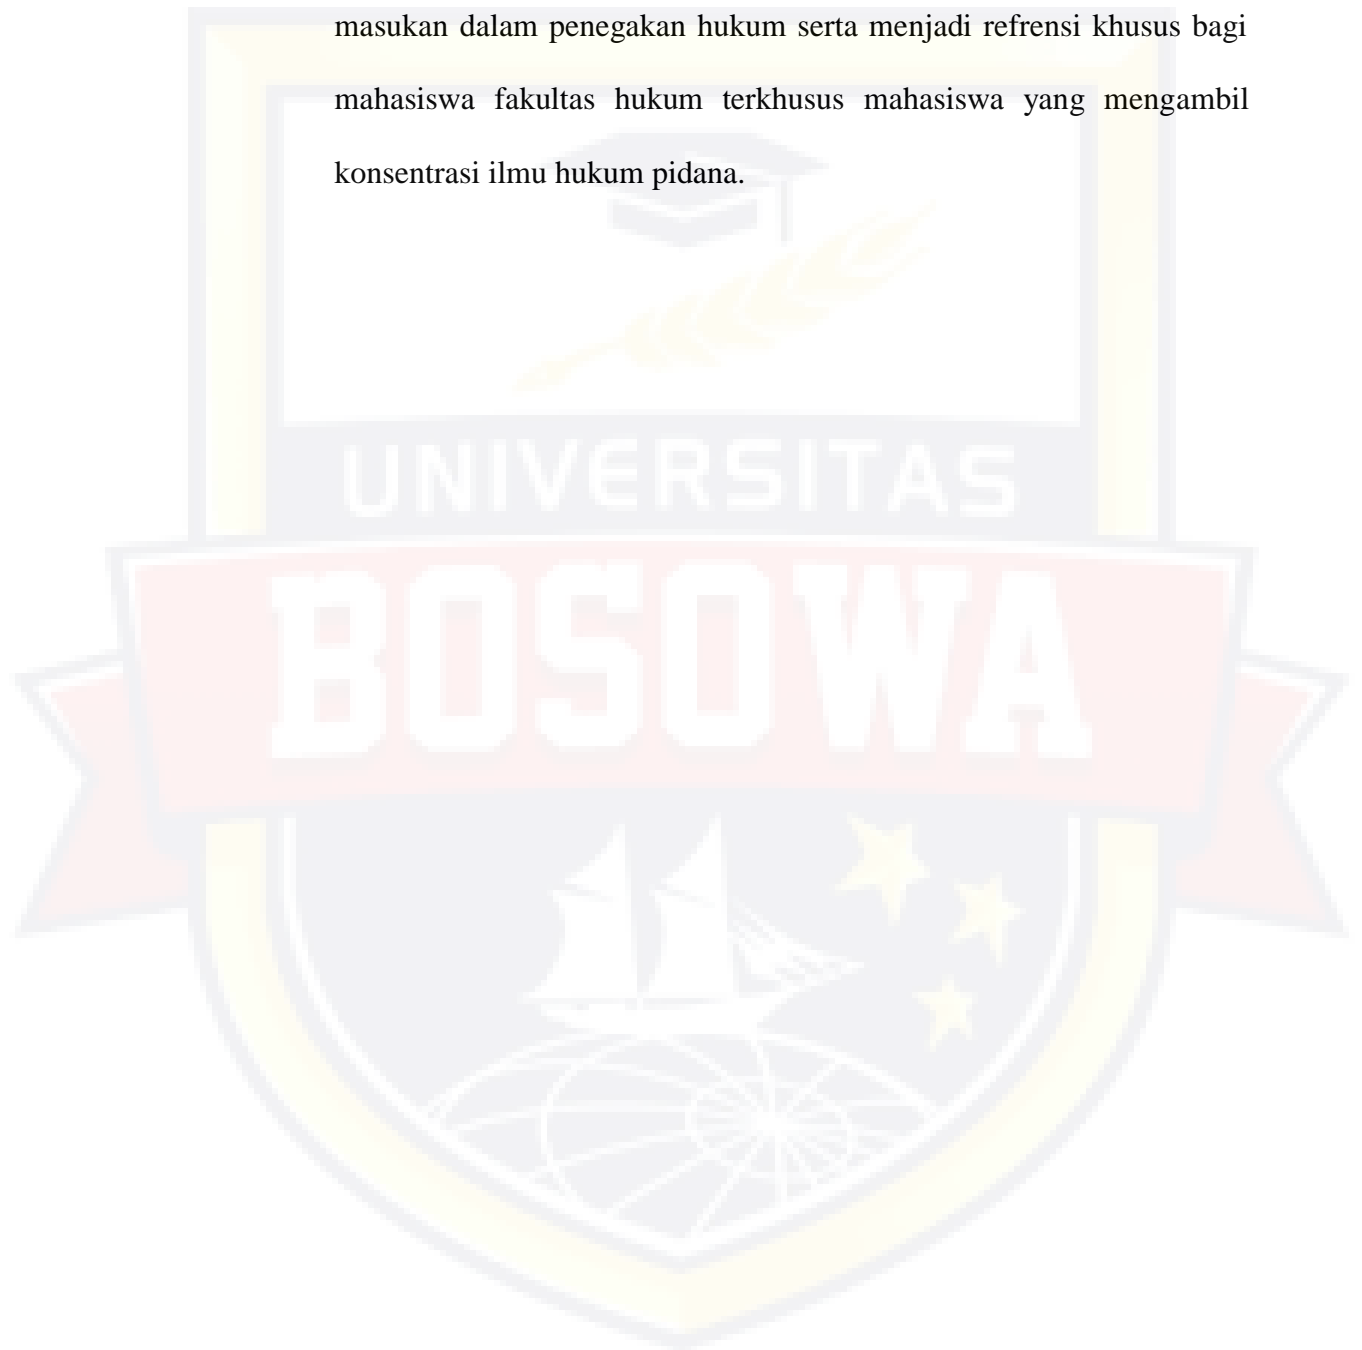 masukan dalam penegakan hukum serta menjadi refrensi khusus bagi
mahasiswa fakultas hukum terkhusus mahasiswa yang mengambil
konsentrasi ilmu hukum pidana.
UNIVERSITAS
BOSOWA